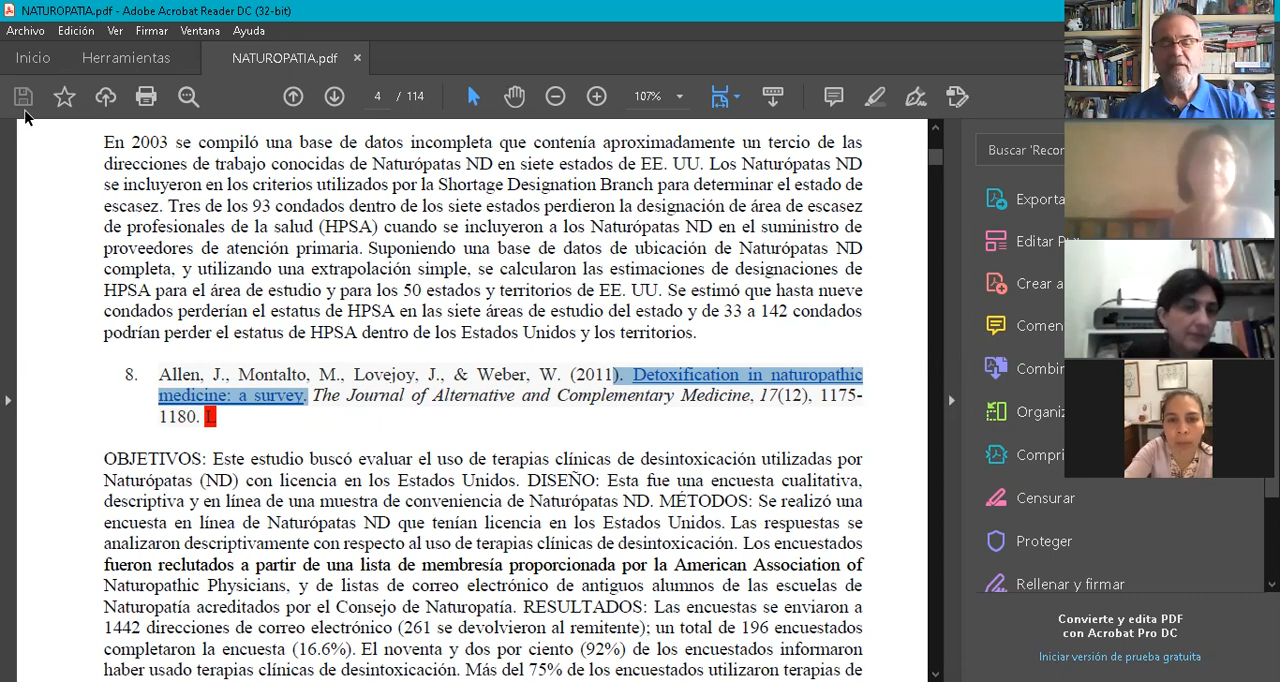 NATUROPATIA.pdf - Adobe Acrobat Reader DC (32-bit)
Archivo Edición Ver Firmar Ventana Ayuda
Inicio Herramientas NATUROPATIA.pdf ×
4 / 114 107%
En 2003 se compiló una base de datos incompleta que contenía aproximadamente un tercio de las
direcciones de trabajo conocidas de Naturópatas ND en siete estados de EE. UU. Los Naturópatas ND
se incluyeron en los criterios utilizados por la Shortage Designation Branch para determinar el estado de
escasez. Tres de los 93 condados dentro de los siete estados perdieron la designación de área de escasez
de profesionales de la salud (HPSA) cuando se incluyeron a los Naturópatas ND en el suministro de
proveedores de atención primaria. Suponiendo una base de datos de ubicación de Naturópatas ND
completa, y utilizando una extrapolación simple, se calcularon las estimaciones de designaciones de
HPSA para el área de estudio y para los 50 estados y territorios de EE. UU. Se estimó que hasta nueve
condados perderían el estatus de HPSA en las siete áreas de estudio del estado y de 33 a 142 condados
podrían perder el estatus de HPSA dentro de los Estados Unidos y los territorios.
8. Allen, J., Montalto, M., Lovejoy, J., & Weber, W. (2011). Detoxification in naturopathic
medicine: a survey. The Journal of Alternative and Complementary Medicine, 17(12), 1175-
1180. I.
OBJETIVOS: Este estudio buscó evaluar el uso de terapias clínicas de desintoxicación utilizadas por
Naturópatas (ND) con licencia en los Estados Unidos. DISEÑO: Esta fue una encuesta cualitativa,
descriptiva y en línea de una muestra de conveniencia de Naturópatas ND. MÉTODOS: Se realizó una
encuesta en línea de Naturópatas ND que tenían licencia en los Estados Unidos. Las respuestas se
analizaron descriptivamente con respecto al uso de terapias clínicas de desintoxicación. Los encuestados
fueron reclutados a partir de una lista de membresía proporcionada por la American Association of
Naturopathic Physicians, y de listas de correo electrónico de antiguos alumnos de las escuelas de
Naturopatía acreditados por el Consejo de Naturopatía. RESULTADOS: Las encuestas se enviaron a
1442 direcciones de correo electrónico (261 se devolvieron al remitente); un total de 196 encuestados
completaron la encuesta (16.6%). El noventa y dos por ciento (92%) de los encuestados informaron
haber usado terapias clínicas de desintoxicación. Más del 75% de los encuestados utilizaron terapias de
Buscar 'Recor
Exporta
Editar P
Crear a
Comen
Combin
Organiz
Compri
Censurar
Proteger
Rellenar y firmar
Convierte y edita PDF
con Acrobat Pro DC
Iniciar versión de prueba gratuita